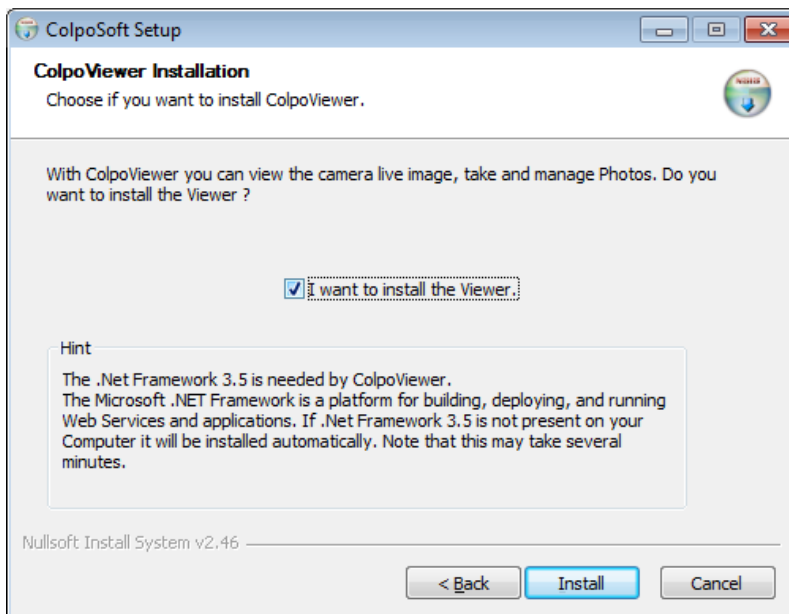 ColpoSoft Setup
ColpoViewer Installation
Choose if you want to install ColpoViewer.
With ColpoViewer you can view the camera live image, take and manage Photos. Do you
want to install the Viewer ?
I want to install the Viewer.
Hint
The .Net Framework 3.5 is needed by ColpoViewer.
The Microsoft .NET Framework is a platform for building, deploying, and running
Web Services and applications. If .Net Framework 3.5 is not present on your
Computer it will be installed automatically. Note that this may take several
minutes.
Nullsoft Install System v2.46
< Back Install Cancel